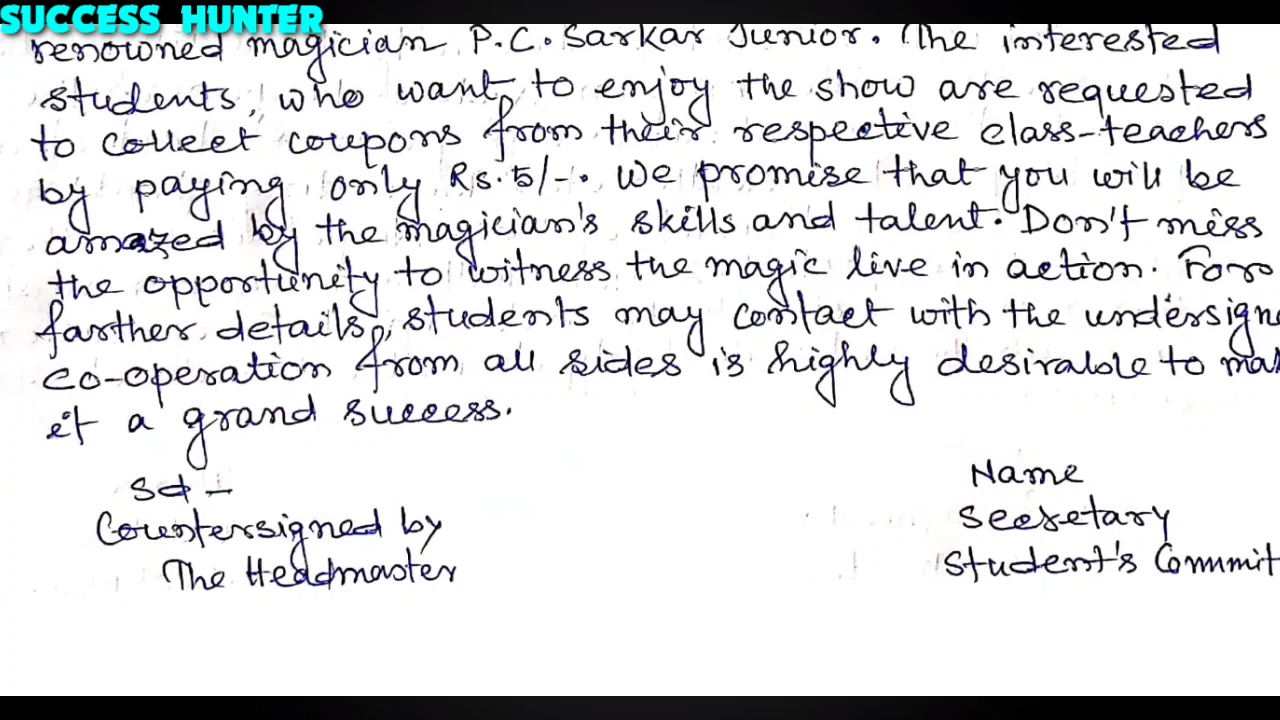 SUCCESS HUNTER
renowned magician P.C. Sarkar Junior. The interested
students, who want to enjoy the show are requested
to collect coupons from their respective class-teachers
by paying only Rs. 5/-. We promise that you will be
amazed by the magician's skills and talent. Don't miss
the opportunity to witness the magic live in action. For
farther details, students may contact with the undersigne
co-operation from all sides is highly desirable to mak
it a grand success.
Sd -
Countersigned by
The Headmaster
Name
Secretary
Student's Committ